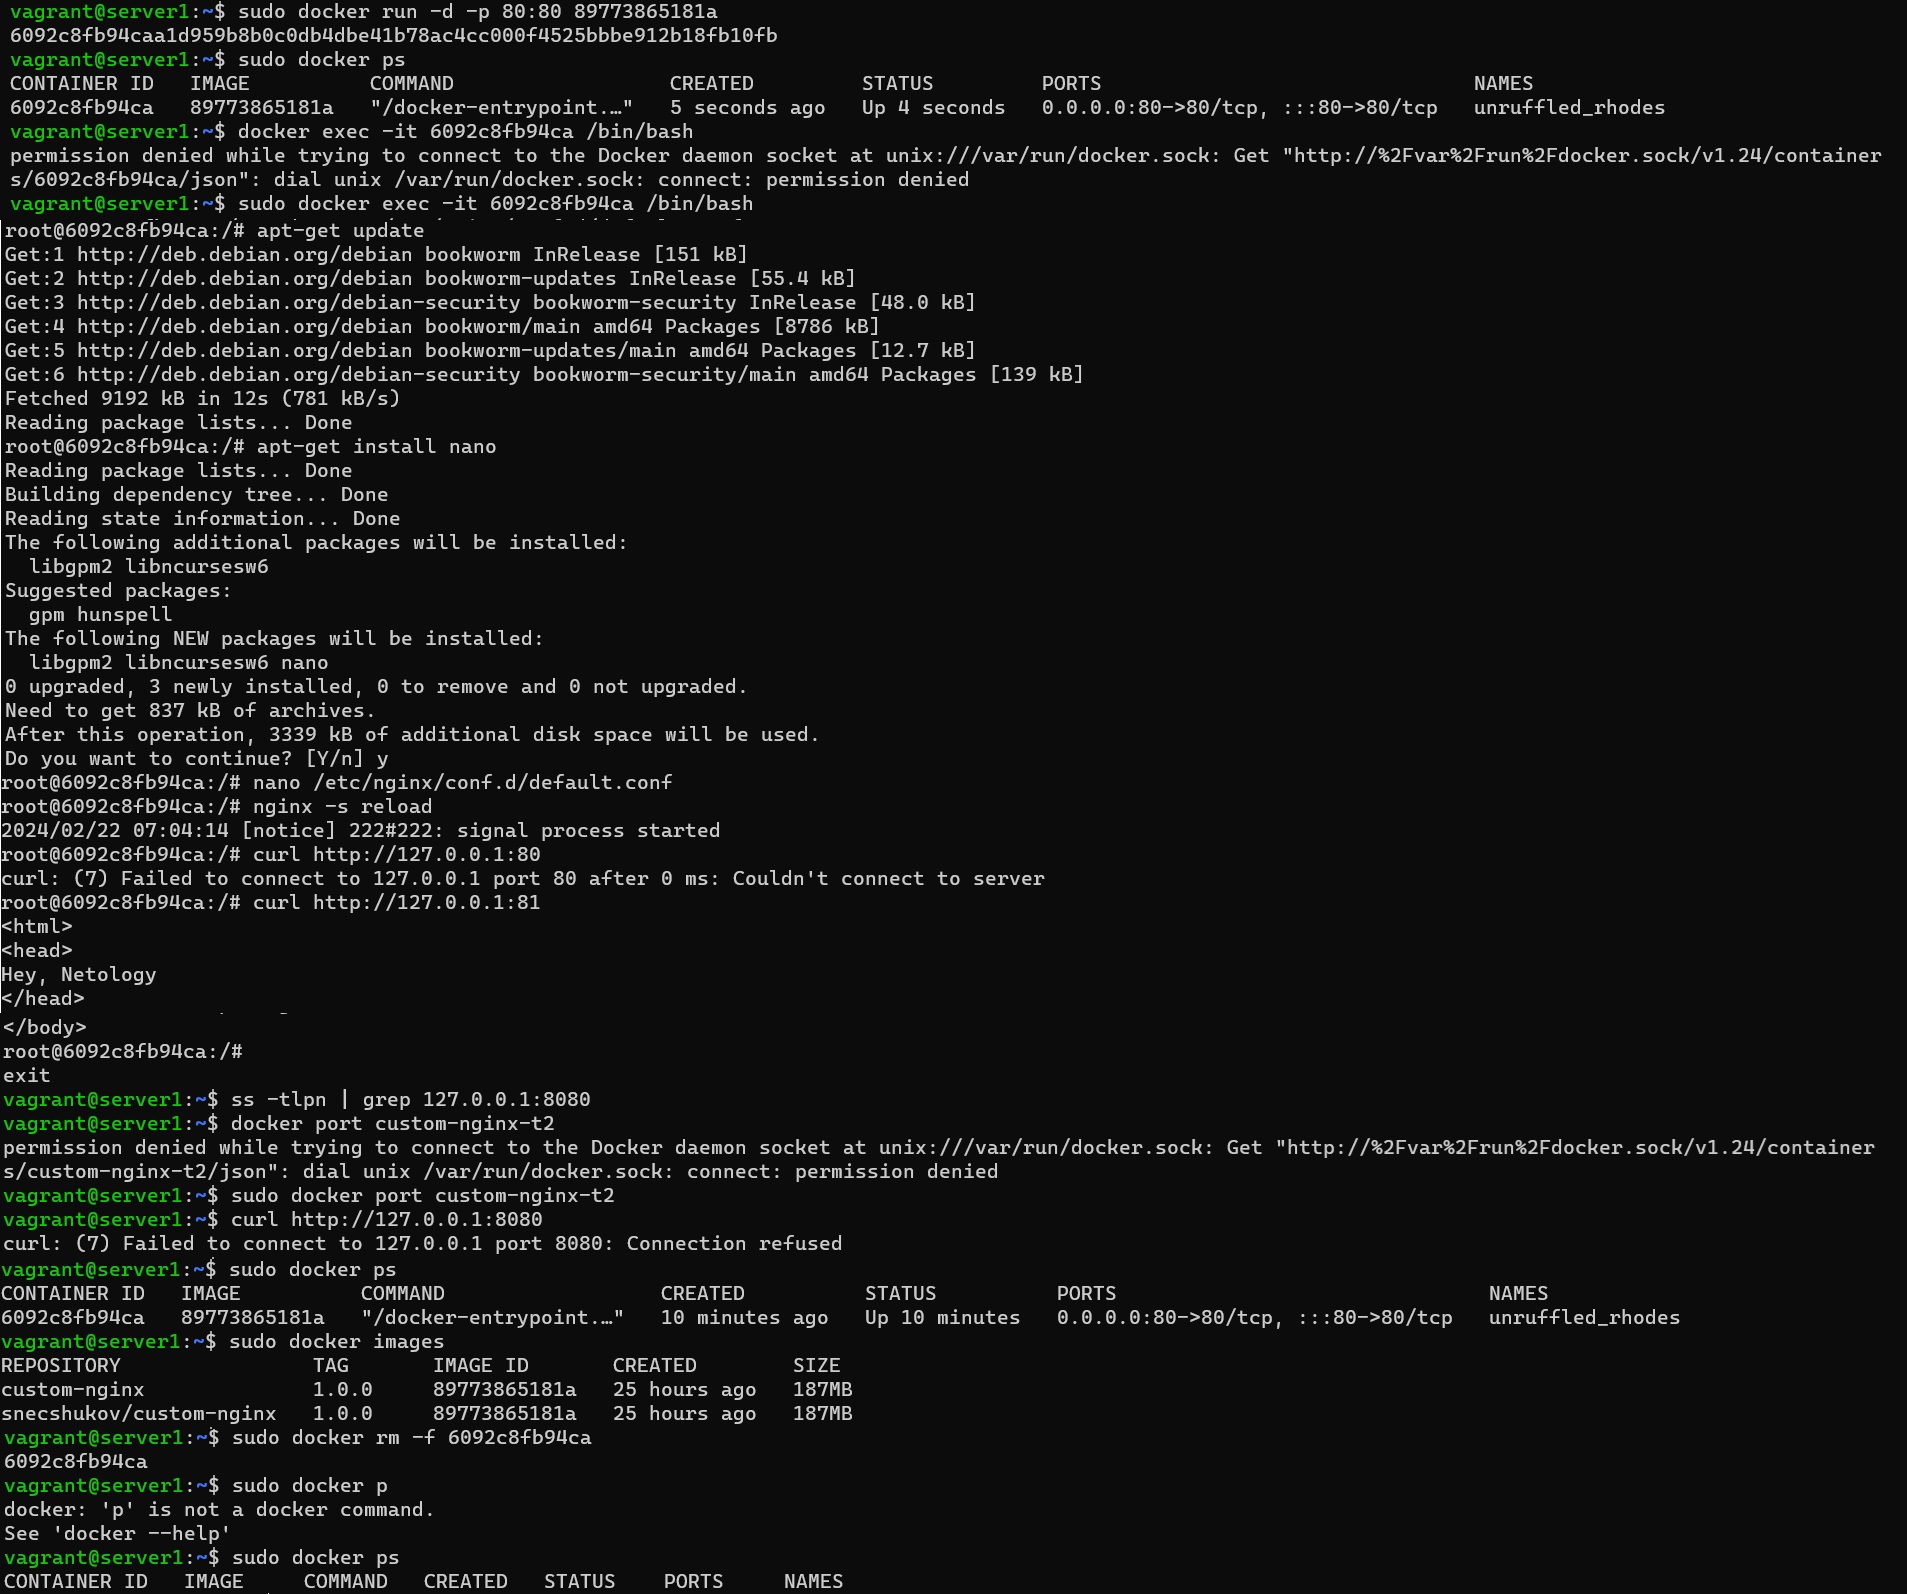 vagrant@server1:~$ sudo docker run -d -p 80:80 89773865181a
6092c8fb94caa1d959b8b0c0db4dbe41b78ac4cc000f4525bbbe912b18fb10fb
vagrant@server1:~$ sudo docker ps
CONTAINER ID   IMAGE          COMMAND                  CREATED         STATUS         PORTS                               NAMES
6092c8fb94ca   89773865181a   "/docker-entrypoint.…"   5 seconds ago   Up 4 seconds   0.0.0.0:80->80/tcp, :::80->80/tcp   unruffled_rhodes
vagrant@server1:~$ docker exec -it 6092c8fb94ca /bin/bash
permission denied while trying to connect to the Docker daemon socket at unix:///var/run/docker.sock: Get "http://%2Fvar%2Frun%2Fdocker.sock/v1.24/container
s/6092c8fb94ca/json": dial unix /var/run/docker.sock: connect: permission denied
vagrant@server1:~$ sudo docker exec -it 6092c8fb94ca /bin/bash
root@6092c8fb94ca:/# apt-get update
Get:1 http://deb.debian.org/debian bookworm InRelease [151 kB]
Get:2 http://deb.debian.org/debian bookworm-updates InRelease [55.4 kB]
Get:3 http://deb.debian.org/debian-security bookworm-security InRelease [48.0 kB]
Get:4 http://deb.debian.org/debian bookworm/main amd64 Packages [8786 kB]
Get:5 http://deb.debian.org/debian bookworm-updates/main amd64 Packages [12.7 kB]
Get:6 http://deb.debian.org/debian-security bookworm-security/main amd64 Packages [139 kB]
Fetched 9192 kB in 12s (781 kB/s)
Reading package lists... Done
root@6092c8fb94ca:/# apt-get install nano
Reading package lists... Done
Building dependency tree... Done
Reading state information... Done
The following additional packages will be installed:
  libgpm2 libncursesw6
Suggested packages:
  gpm hunspell
The following NEW packages will be installed:
  libgpm2 libncursesw6 nano
0 upgraded, 3 newly installed, 0 to remove and 0 not upgraded.
Need to get 837 kB of archives.
After this operation, 3339 kB of additional disk space will be used.
Do you want to continue? [Y/n] y
root@6092c8fb94ca:/# nano /etc/nginx/conf.d/default.conf
root@6092c8fb94ca:/# nginx -s reload
2024/02/22 07:04:14 [notice] 222#222: signal process started
root@6092c8fb94ca:/# curl http://127.0.0.1:80
curl: (7) Failed to connect to 127.0.0.1 port 80 after 0 ms: Couldn't connect to server
root@6092c8fb94ca:/# curl http://127.0.0.1:81
<html>
<head>
Hey, Netology
</head>
</body>
root@6092c8fb94ca:/#
exit
vagrant@server1:~$ ss -tlpn | grep 127.0.0.1:8080
vagrant@server1:~$ docker port custom-nginx-t2
permission denied while trying to connect to the Docker daemon socket at unix:///var/run/docker.sock: Get "http://%2Fvar%2Frun%2Fdocker.sock/v1.24/container
s/custom-nginx-t2/json": dial unix /var/run/docker.sock: connect: permission denied
vagrant@server1:~$ sudo docker port custom-nginx-t2
vagrant@server1:~$ curl http://127.0.0.1:8080
curl: (7) Failed to connect to 127.0.0.1 port 8080: Connection refused
vagrant@server1:~$ sudo docker ps
CONTAINER ID   IMAGE          COMMAND                  CREATED          STATUS          PORTS                               NAMES
6092c8fb94ca   89773865181a   "/docker-entrypoint.…"   10 minutes ago   Up 10 minutes   0.0.0.0:80->80/tcp, :::80->80/tcp   unruffled_rhodes
vagrant@server1:~$ sudo docker images
REPOSITORY                TAG       IMAGE ID       CREATED        SIZE
custom-nginx              1.0.0     89773865181a   25 hours ago   187MB
snecshukov/custom-nginx   1.0.0     89773865181a   25 hours ago   187MB
vagrant@server1:~$ sudo docker rm -f 6092c8fb94ca
6092c8fb94ca
vagrant@server1:~$ sudo docker p
docker: 'p' is not a docker command.
See 'docker --help'
vagrant@server1:~$ sudo docker ps
CONTAINER ID   IMAGE     COMMAND   CREATED   STATUS    PORTS     NAMES